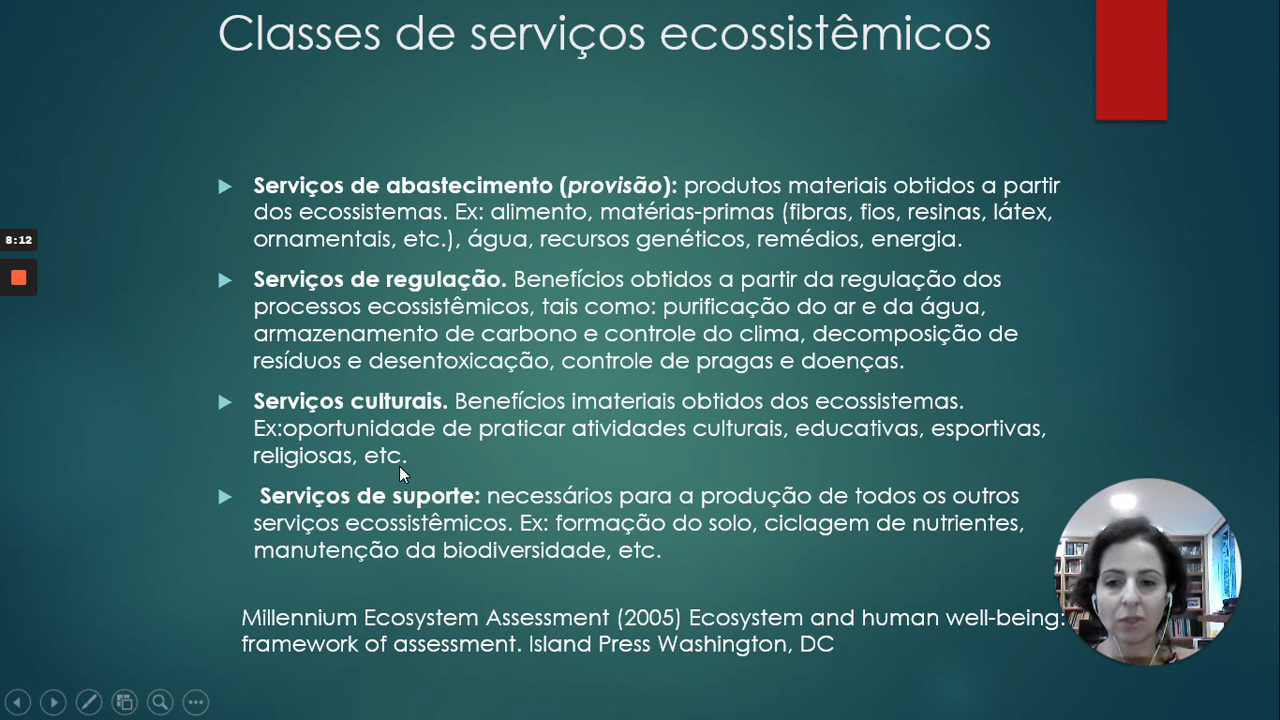 Classes de serviços ecossistêmicos
Serviços de abastecimento (provisão): produtos materiais obtidos a partir
dos ecossistemas. Ex: alimento, matérias-primas (fibras, fios, resinas, látex,
ornamentais, etc.), água, recursos genéticos, remédios, energia.
Serviços de regulação. Benefícios obtidos a partir da regulação dos
processos ecossistêmicos, tais como: purificação do ar e da água,
armazenamento de carbono e controle do clima, decomposição de
resíduos e desentoxicação, controle de pragas e doenças.
8:12
Serviços culturais. Benefícios imateriais obtidos dos ecossistemas.
Ex:oportunidade de praticar atividades culturais, educativas, esportivas,
religiosas, etc.
Serviços de suporte: necessários para a produção de todos os outros
serviços ecossistêmicos. Ex: formação do solo, ciclagem de nutrientes,
manutenção da biodiversidade, etc.
Millennium Ecosystem Assessment (2005) Ecosystem and human well-being:
framework of assessment. Island Press Washington, DC